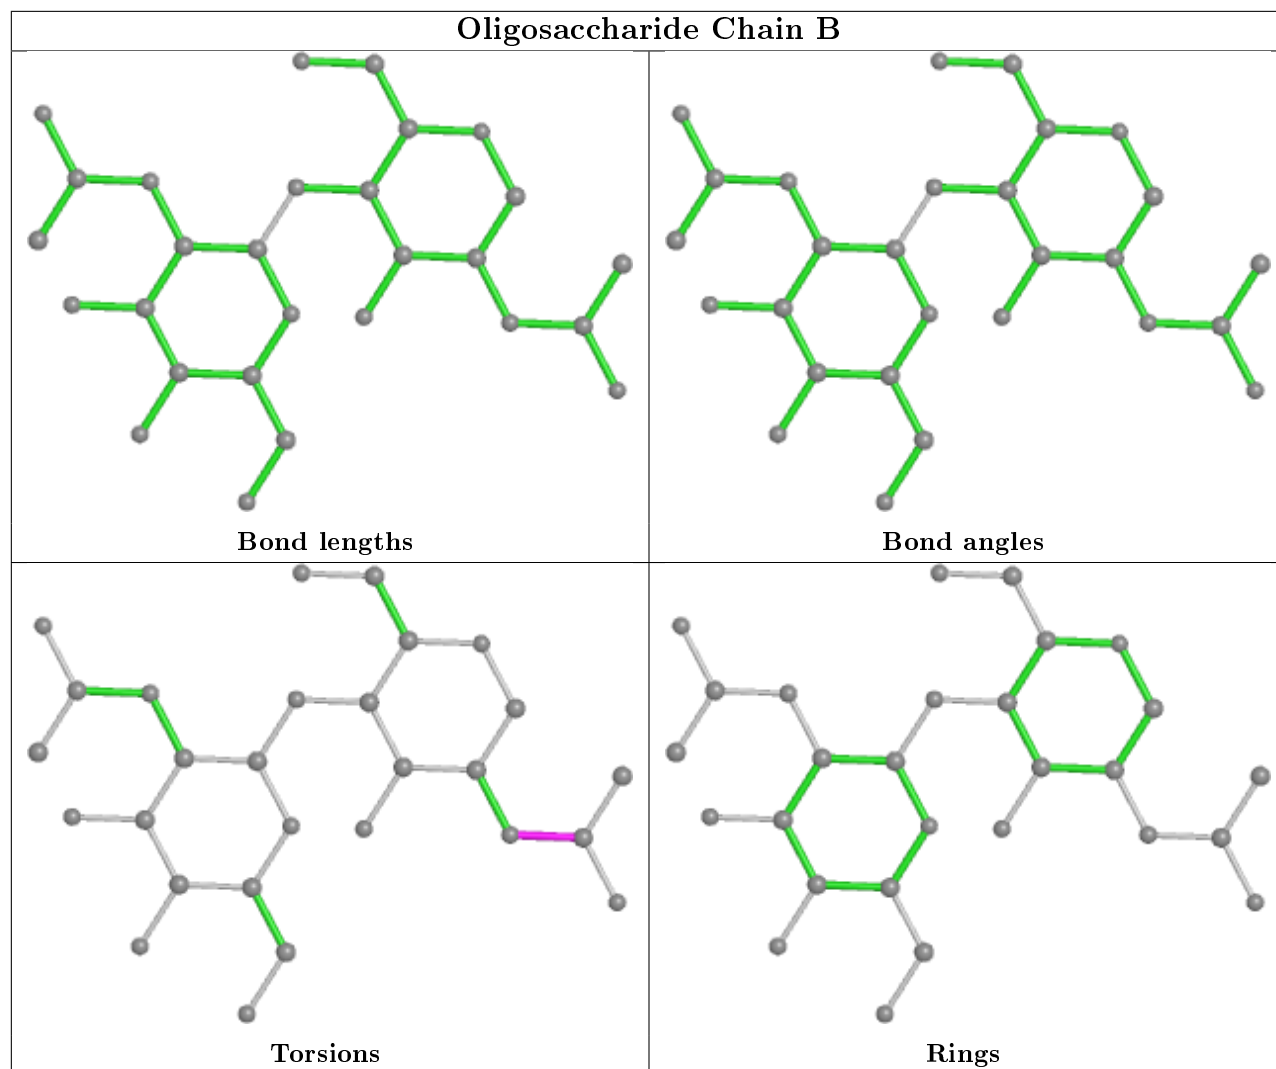 Oligosaccharide Chain B
Bond lengths
Bond angles
Torsions
Rings